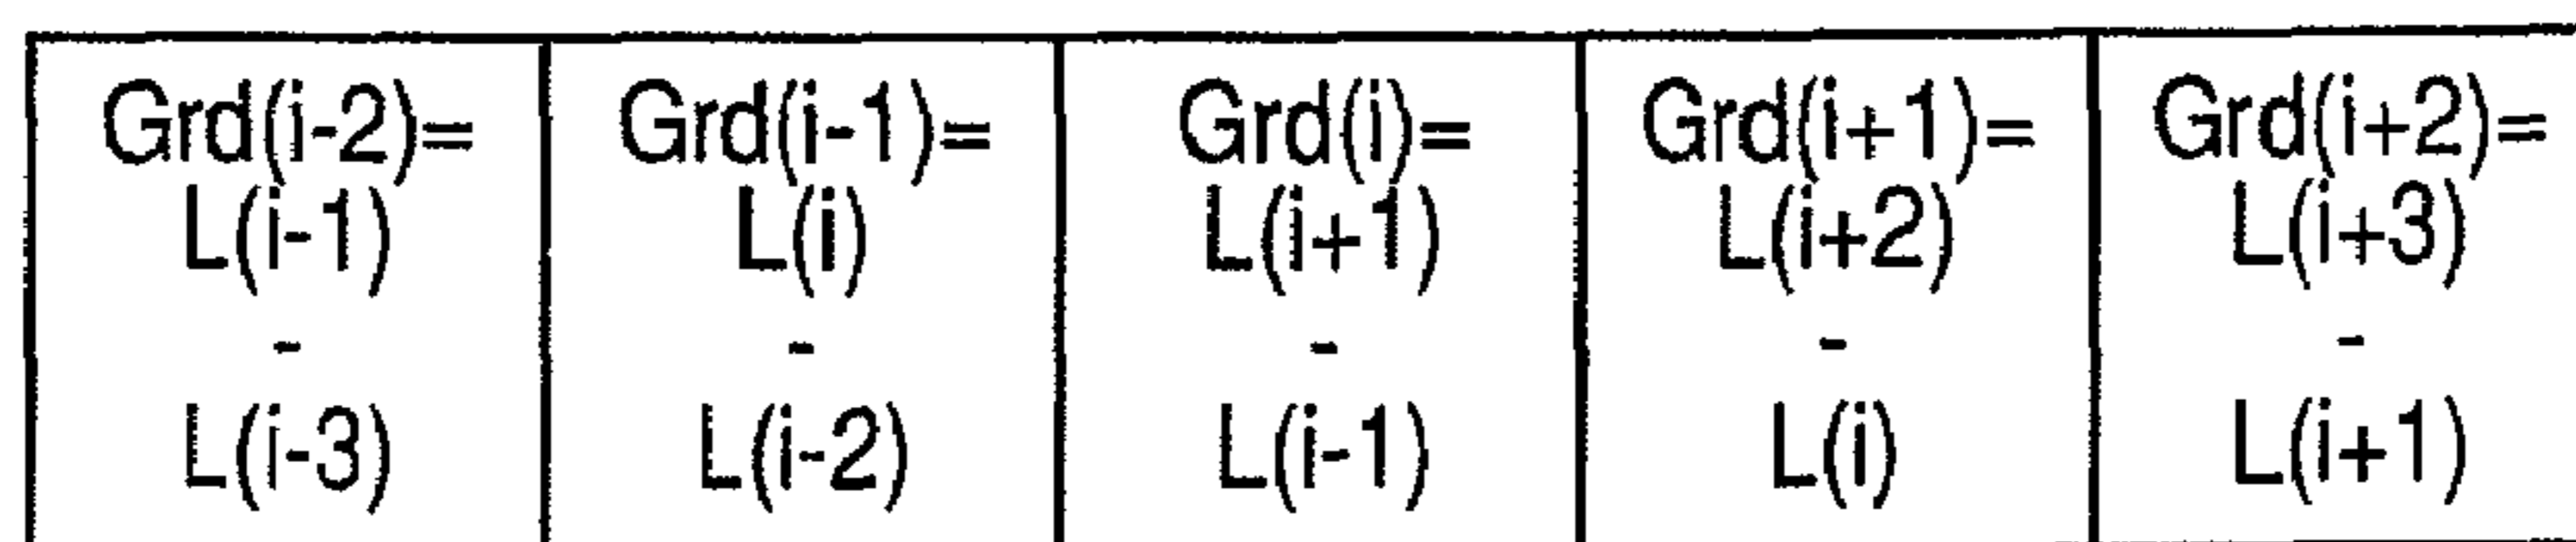 Grd(i-2)=
L(i-1)
-
L(i-3)
Grd(i-1)=
L(i)
-
L(i-2)
Grd(i)=
L(i+1)
-
L(i-1)
Grd(i+1)=
L(i+2)
-
L(i)
Grd(i+2)=
L(i+3)
-
L(i+1)